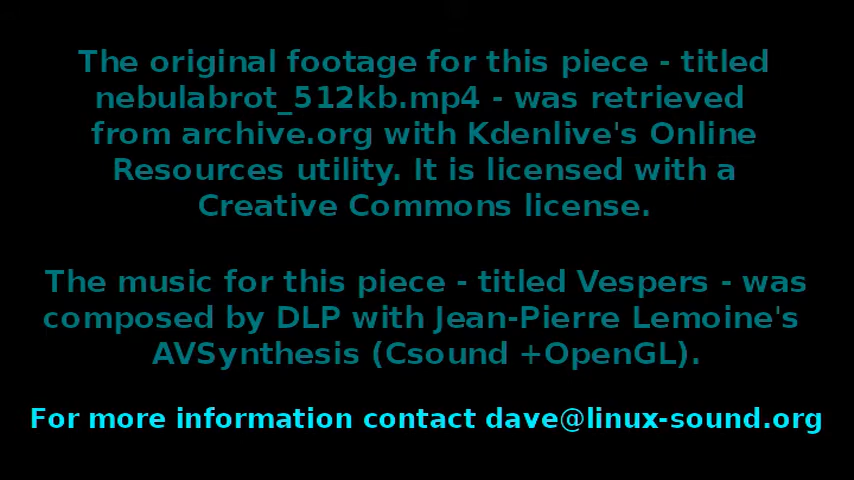 The original footage for this piece - titled
nebulabrot_512kb.mp4 - was retrieved
from archive.org with Kdenlive's Online
Resources utility. It is licensed with a
Creative Commons license.
The music for this piece - titled Vespers - was
composed by DLP with Jean-Pierre Lemoine's
AVSynthesis (Csound +OpenGL).
For more information contact dave@linux-sound.org